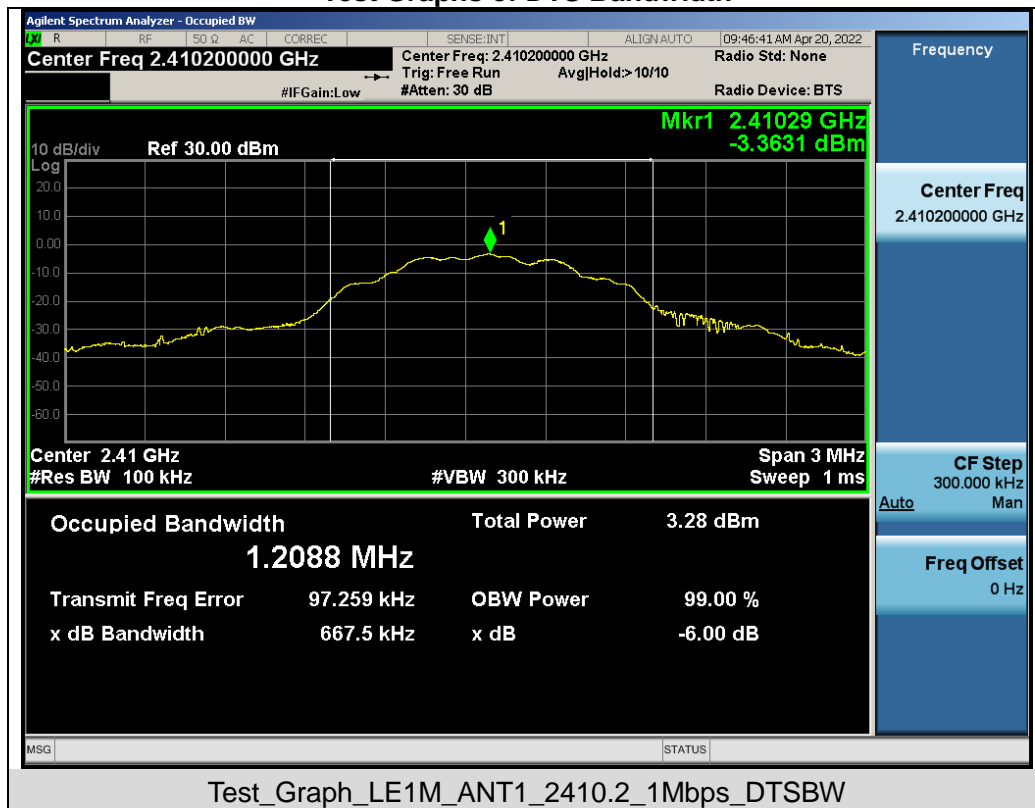 Test Graphs of DTS Bandwidth
Agilent Spectrum Analyzer - Occupied BW
LXI R RF 50 Ω AC CORREC SENSE:INT ALIGN AUTO 09:46:41 AM Apr 20, 2022
Center Freq 2.410200000 GHz
Center Freq: 2.410200000 GHz Radio Std: None
Trig: Free Run Avg|Hold:>10/10
#IFGain:Low #Atten: 30 dB Radio Device: BTS
Frequency
Mkr1 2.41029 GHz
-3.3631 dBm
10 dB/div Ref 30.00 dBm
Log
20.0
10.0
0.00
-10.0
-20.0
-30.0
-40.0
-50.0
-60.0
1
Center 2.41 GHz Span 3 MHz
#Res BW 100 kHz #VBW 300 kHz Sweep 1 ms
Center Freq
2.410200000 GHz
CF Step
300.000 kHz
Auto Man
Freq Offset
0 Hz
Occupied Bandwidth Total Power 3.28 dBm
1.2088 MHz
Transmit Freq Error 97.259 kHz OBW Power 99.00 %
x dB Bandwidth 667.5 kHz x dB -6.00 dB
MSG STATUS
Test_Graph_LE1M_ANT1_2410.2_1Mbps_DTSBW